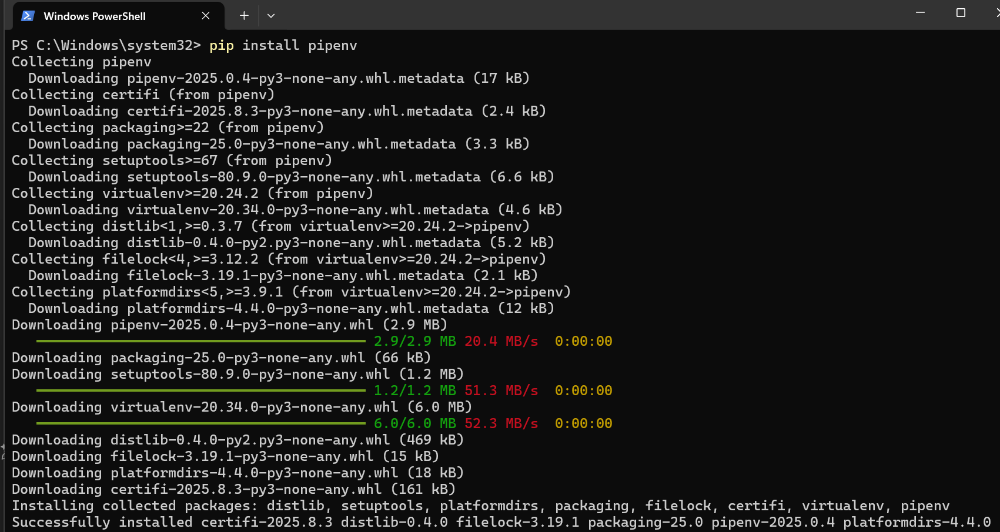 Windows PowerShell
PS C:\Windows\system32> pip install pipenv
Collecting pipenv
  Downloading pipenv-2025.0.4-py3-none-any.whl.metadata (17 kB)
Collecting certifi (from pipenv)
  Downloading certifi-2025.8.3-py3-none-any.whl.metadata (2.4 kB)
Collecting packaging>=22 (from pipenv)
  Downloading packaging-25.0-py3-none-any.whl.metadata (3.3 kB)
Collecting setuptools>=67 (from pipenv)
  Downloading setuptools-80.9.0-py3-none-any.whl.metadata (6.6 kB)
Collecting virtualenv>=20.24.2 (from pipenv)
  Downloading virtualenv-20.34.0-py3-none-any.whl.metadata (4.6 kB)
Collecting distlib<1,>=0.3.7 (from virtualenv>=20.24.2->pipenv)
  Downloading distlib-0.4.0-py2.py3-none-any.whl.metadata (5.2 kB)
Collecting filelock<4,>=3.12.2 (from virtualenv>=20.24.2->pipenv)
  Downloading filelock-3.19.1-py3-none-any.whl.metadata (2.1 kB)
Collecting platformdirs<5,>=3.9.1 (from virtualenv>=20.24.2->pipenv)
  Downloading platformdirs-4.4.0-py3-none-any.whl.metadata (12 kB)
Downloading pipenv-2025.0.4-py3-none-any.whl (2.9 MB)
2.9/2.9 MB 20.4 MB/s  0:00:00
Downloading packaging-25.0-py3-none-any.whl (66 kB)
Downloading setuptools-80.9.0-py3-none-any.whl (1.2 MB)
1.2/1.2 MB 51.3 MB/s  0:00:00
Downloading virtualenv-20.34.0-py3-none-any.whl (6.0 MB)
6.0/6.0 MB 52.3 MB/s  0:00:00
Downloading distlib-0.4.0-py2.py3-none-any.whl (469 kB)
Downloading filelock-3.19.1-py3-none-any.whl (15 kB)
Downloading platformdirs-4.4.0-py3-none-any.whl (18 kB)
Downloading certifi-2025.8.3-py3-none-any.whl (161 kB)
Installing collected packages: distlib, setuptools, platformdirs, packaging, filelock, certifi, virtualenv, pipenv
Successfully installed certifi-2025.8.3 distlib-0.4.0 filelock-3.19.1 packaging-25.0 pipenv-2025.0.4 platformdirs-4.4.0